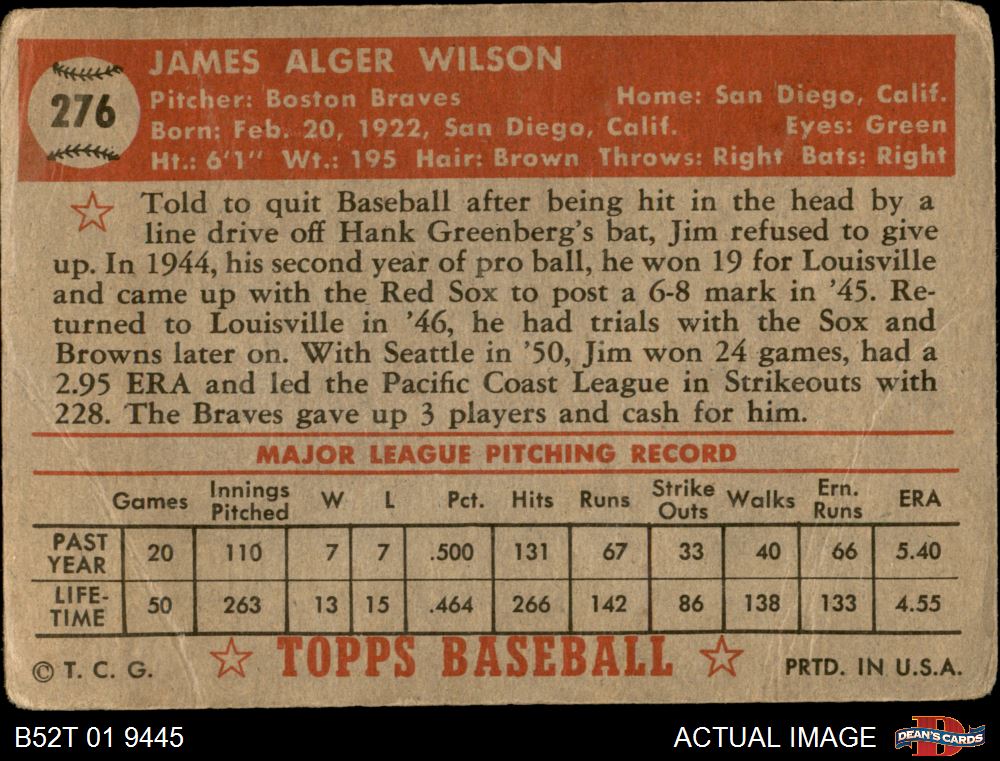 JAMES ALGER WILSON
276
Pitcher: Boston Braves Home: San Diego, Calif.
Born: Feb. 20, 1922, San Diego, Calif. Eyes: Green
Ht.: 6'1" Wt.: 195 Hair: Brown Throws: Right Bats: Right
Told to quit Baseball after being hit in the head by a
line drive off Hank Greenberg's bat, Jim refused to give
up. In 1944, his second year of pro ball, he won 19 for Louisville
and came up with the Red Sox to post a 6-8 mark in '45. Re-
turned to Louisville in '46, he had trials with the Sox and
Browns later on. With Seattle in '50, Jim won 24 games, had a
2.95 ERA and led the Pacific Coast League in Strikeouts with
228. The Braves gave up 3 players and cash for him.
MAJOR LEAGUE PITCHING RECORD
Games Innings Pitched W L Pct. Hits Runs Strike Outs Walks Ern. Runs ERA
PAST YEAR 20 110 7 7 .500 131 67 33 40 66 5.40
LIFE-TIME 50 263 13 15 .464 266 142 86 138 133 4.55
© T. C. G. TOPPS BASEBALL PRTD. IN U.S.A.
B52T 01 9445 ACTUAL IMAGE D DEAN'S CARDS